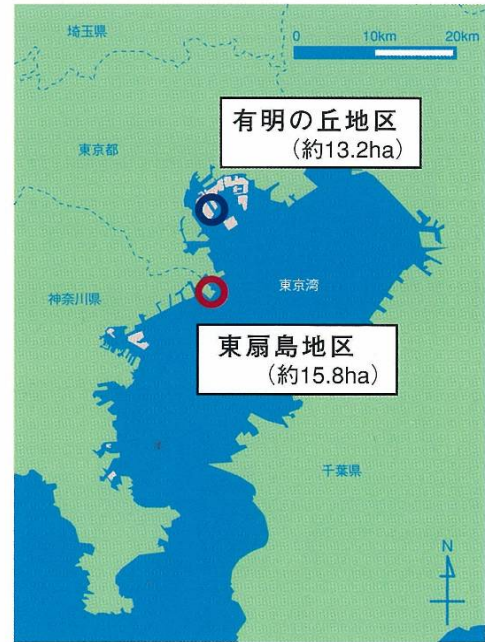 埼玉県
0 10km 20km
有明の丘地区
（約13.2ha）
東京都
神奈川県
東京湾
東扇島地区
（約15.8ha）
千葉県
N